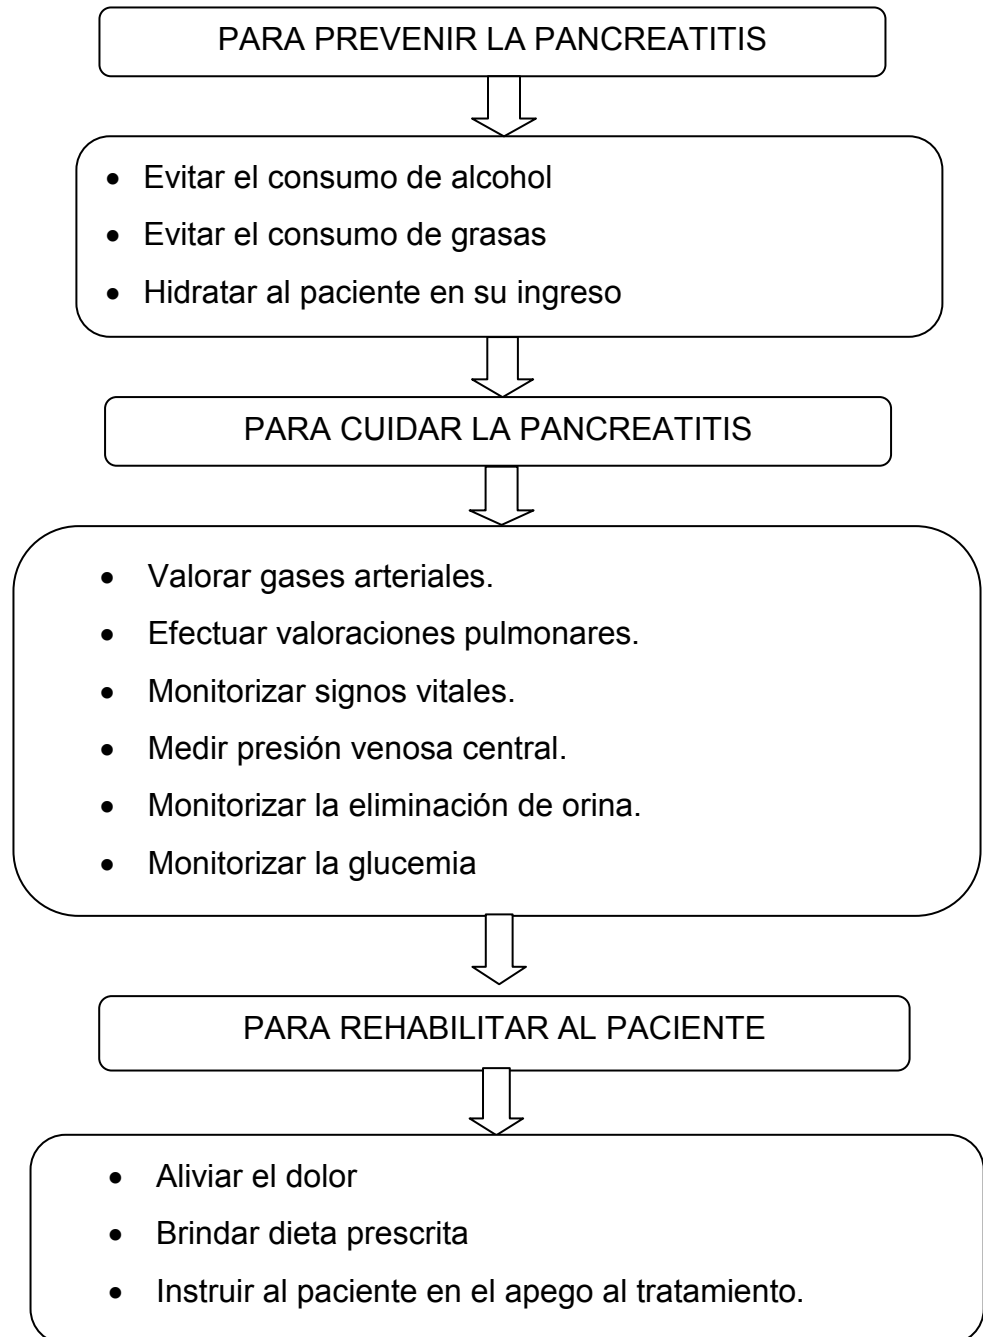 PARA PREVENIR LA PANCREATITIS
• Evitar el consumo de alcohol
• Evitar el consumo de grasas
• Hidratar al paciente en su ingreso
PARA CUIDAR LA PANCREATITIS
• Valorar gases arteriales.
• Efectuar valoraciones pulmonares.
• Monitorizar signos vitales.
• Medir presión venosa central.
• Monitorizar la eliminación de orina.
• Monitorizar la glucemia
PARA REHABILITAR AL PACIENTE
• Aliviar el dolor
• Brindar dieta prescrita
• Instruir al paciente en el apego al tratamiento.